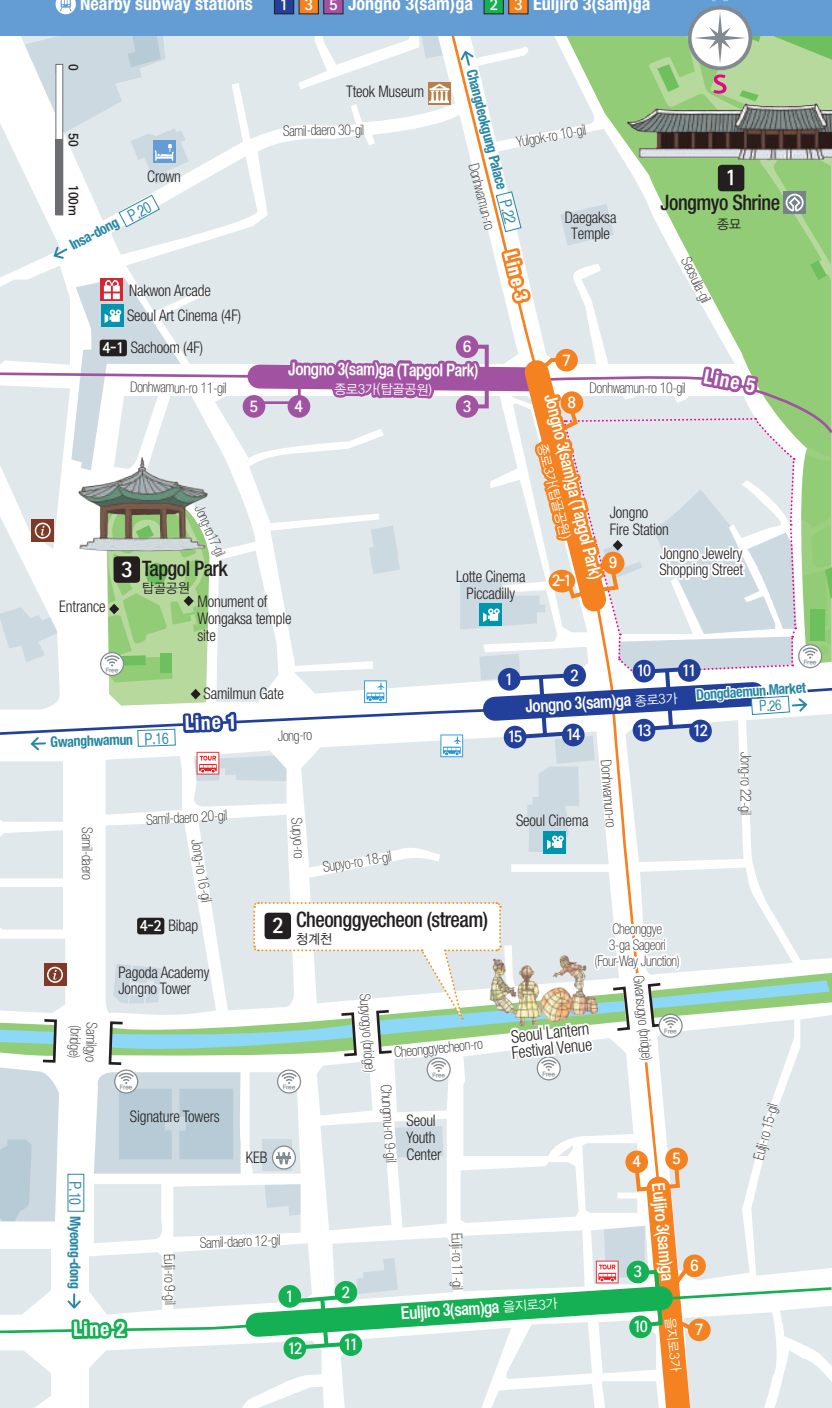 Nearby subway stations 1 3 5 Jongno 3(sam)ga 2 3 Euljiro 3(sam)ga
S
0
50
100m
Tteok Museum
← Changdeokgung Palace P.22
Samil-daero 30-gil
Yulgok-ro 10-gil
Donhwamun-ro
Crown
1
Jongmyo Shrine
종묘
← Insa-dong P.20
Daegaksa
Temple
Line 3
Seosulla-gil
Nakwon Arcade
Seoul Art Cinema (4F)
4-1 Sachoom (4F)
6
7
Jongno 3(sam)ga (Tapgol Park)
종로3가(탑골공원)
Line 5
Donhwamun-ro 11-gil
Donhwamun-ro 10-gil
5
4
3
8
Jongno 3(sam)ga (Tapgol Park)
종로3가(탑골공원)
Jong-ro17-gil
Jongno
Fire Station
Jongno Jewelry
Shopping Street
3 Tapgol Park
탑골공원
Lotte Cinema
Piccadilly
2-1
9
Entrance
Monument of
Wongaksa temple
site
Free
Free
Samilmun Gate
1
2
10
11
Jongno 3(sam)ga 종로3가
Dongdaemun Market
P.26 →
Line 1
← Gwanghwamun P.16
Jong-ro
15
14
13
12
TOUR
Donhwamun-ro
Jong-ro 22-gil
Samil-daero 20-gil
Samil-daero
Supyo-ro
Seoul Cinema
Jong-ro 16-gil
Supyo-ro 18-gil
4-2 Bibap
2 Cheonggyecheon (stream)
청계천
Cheonggye
3-ga Sageori
(Four-Way Junction)
Pagoda Academy
Jongno Tower
Samilgyo
(bridge)
Supyogyo (bridge)
Gwansugyo (bridge)
Seoul Lantern
Festival Venue
Cheonggyecheon-ro
Free
Free
Free
Free
Free
Signature Towers
Chungmu-ro 9-gil
Seoul
Youth
Center
Eulji-ro 15-gil
KEB
4
5
P.10 Myeong-dong →
Euljiro 3(sam)ga
을지로3가
Samil-daero 12-gil
Eulji-ro 9-gil
Eulji-ro 11-gil
TOUR
3
6
1
2
Euljiro 3(sam)ga 을지로3가
Line 2
10
7
12
11